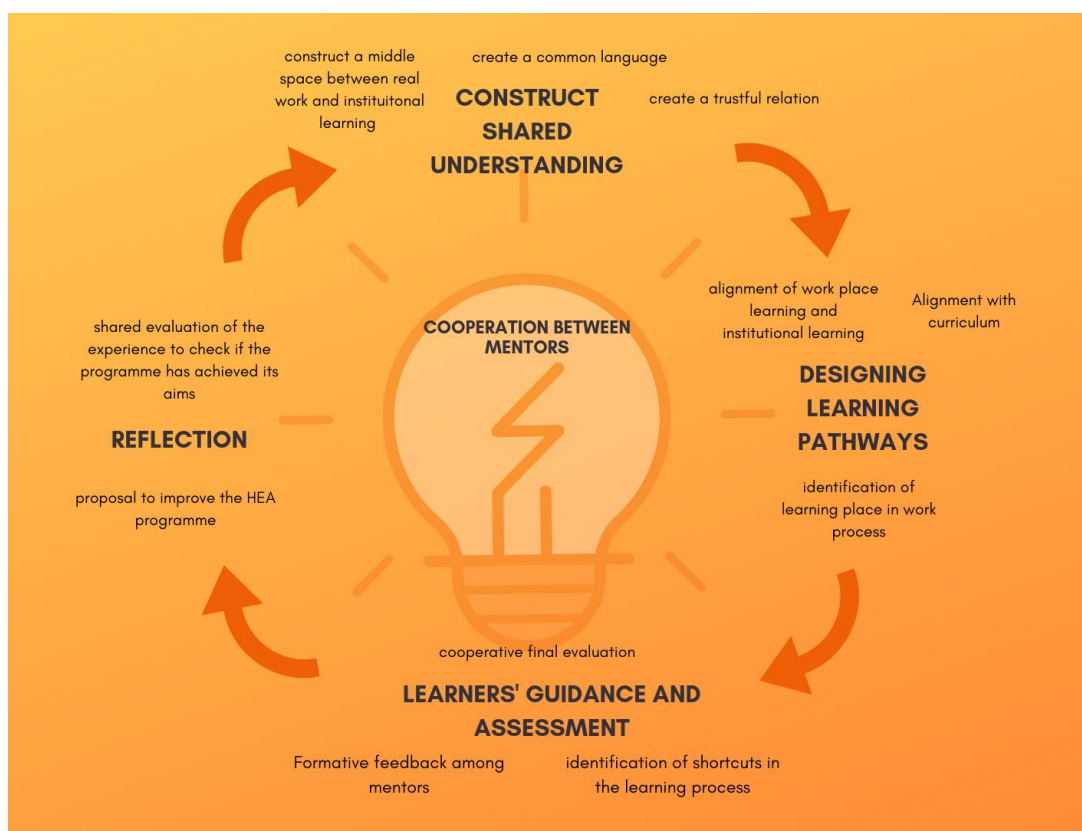 construct a middle
space between real
work and instituitonal
learning
create a common language
CONSTRUCT
SHARED
UNDERSTANDING
create a trustful relation
alignment of work place
learning and
institutional learning
Alignment with
curriculum
DESIGNING
LEARNING
PATHWAYS
identification of
learning place in work
process
COOPERATION BETWEEN
MENTORS
shared evaluation of the
experience to check if the
programme has achieved its
aims
REFLECTION
proposal to improve the HEA
programme
cooperative final evaluation
LEARNERS' GUIDANCE AND
ASSESSMENT
Formative feedback among
mentors
identification of shortcuts in
the learning process